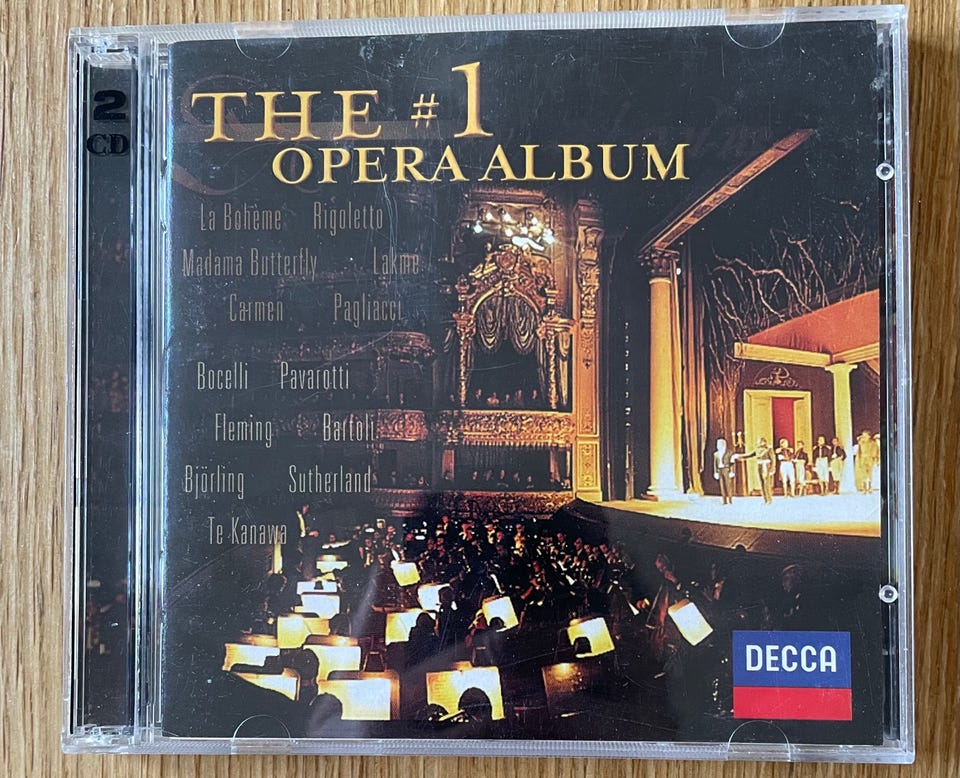 2
CD
THE #1
OPERA ALBUM
La Bohème Rigoletto
Madama Butterfly Lakmé
Carmen Pagliacci
Bocelli Pavarotti
Fleming Bartoli
Björling Sutherland
Te Kanawa
DECCA